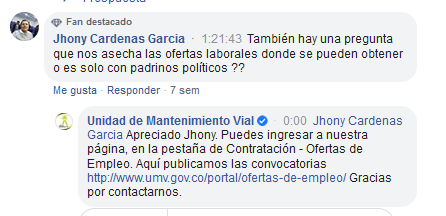 Fan destacado
Jhony Cardenas Garcia · 1:21:43 También hay una pregunta
que nos asecha las ofertas laborales donde se pueden obtener
o es solo con padrinos políticos ??
Me gusta · Responder · 7 sem
Unidad de Mantenimiento Vial · 0:00 Jhony Cardenas
Garcia Apreciado Jhony. Puedes ingresar a nuestra
página, en la pestaña de Contratación - Ofertas de
Empleo. Aquí publicamos las convocatorias
http://www.umv.gov.co/portal/ofertas-de-empleo/ Gracias
por contactarnos.